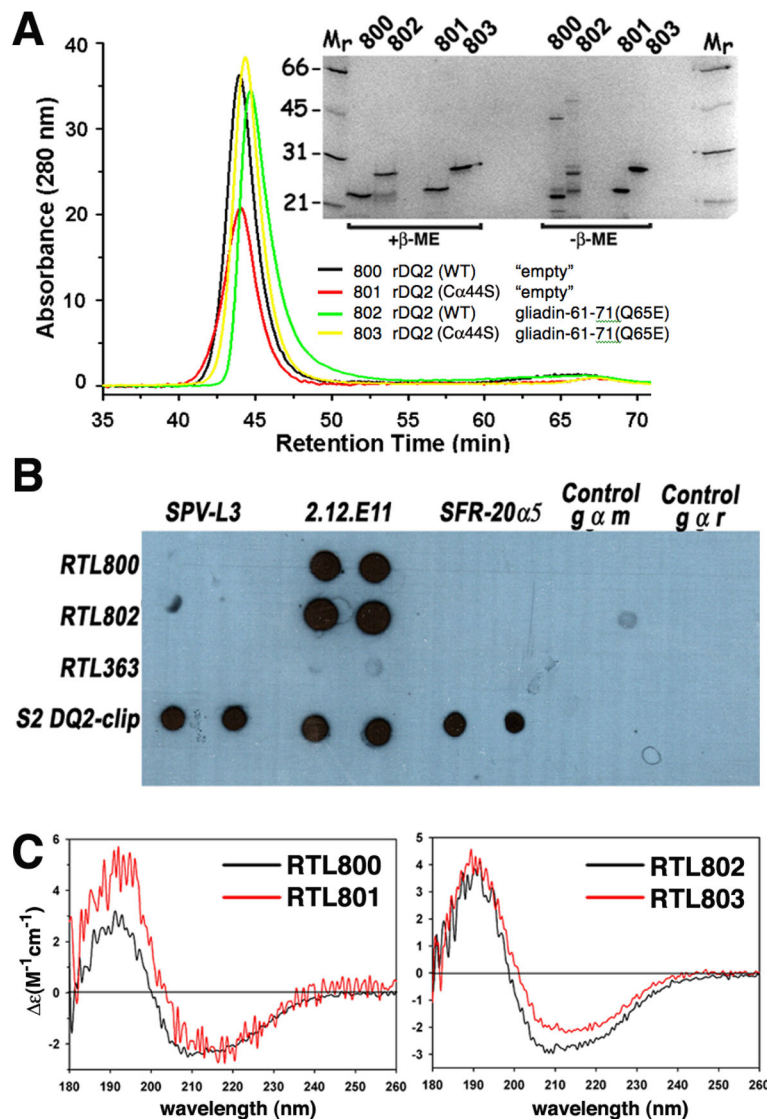 A
Absorbance (280 nm)
40
35
30
25
20
10
30
0
35 40 45 50 55 60 65 70
Retention Time (min)
Mr 800 802 801 803 800 802 801 803 Mr
66-
45-
31-
21-
+β-ME -β-ME
800 rDQ2 (WT) "empty"
801 rDQ2 (Cα44S) "empty"
802 rDQ2 (WT) gliadin-61-71(Q65E)
803 rDQ2 (Cα44S) gliadin-61-71(Q65E)
B
SPV-L3 2.12.E11 SFR-20α5 Control g α m Control g α r
RTL800
RTL802
RTL363
S2 DQ2-clip
C
Δε(M⁻¹cm⁻¹)
6
4
2
0
-2
180 190 200 210 220 230 240 250 260
wavelength (nm)
RTL800
RTL801
5
4
3
2
1
0
-1
-2
-3
180 190 200 210 220 230 240 250 260
wavelength (nm)
RTL802
RTL803